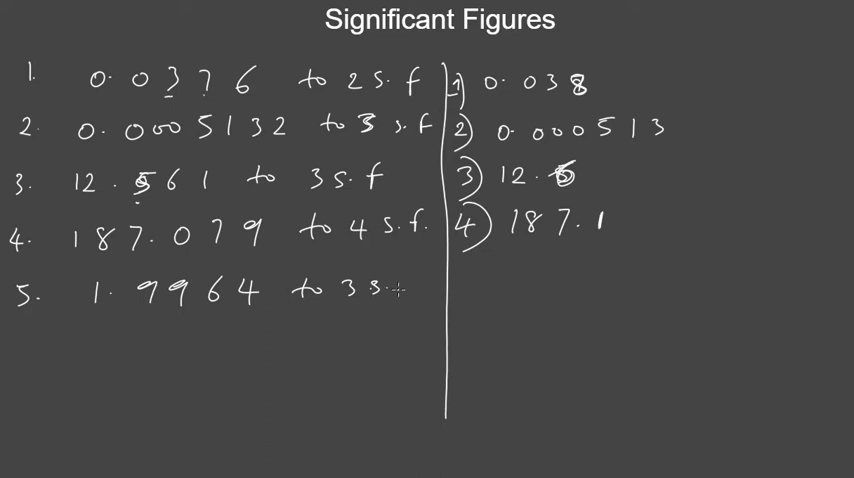 Significant Figures
1. 0.0376 to 2 s.f
1) 0.038
2. 0.0005132 to 3 s.f
2) 0.000513
3. 12.561 to 3 s.f
3) 12.6
4. 187.079 to 4 s.f.
4) 187.1
5. 1.9964 to 3 s.